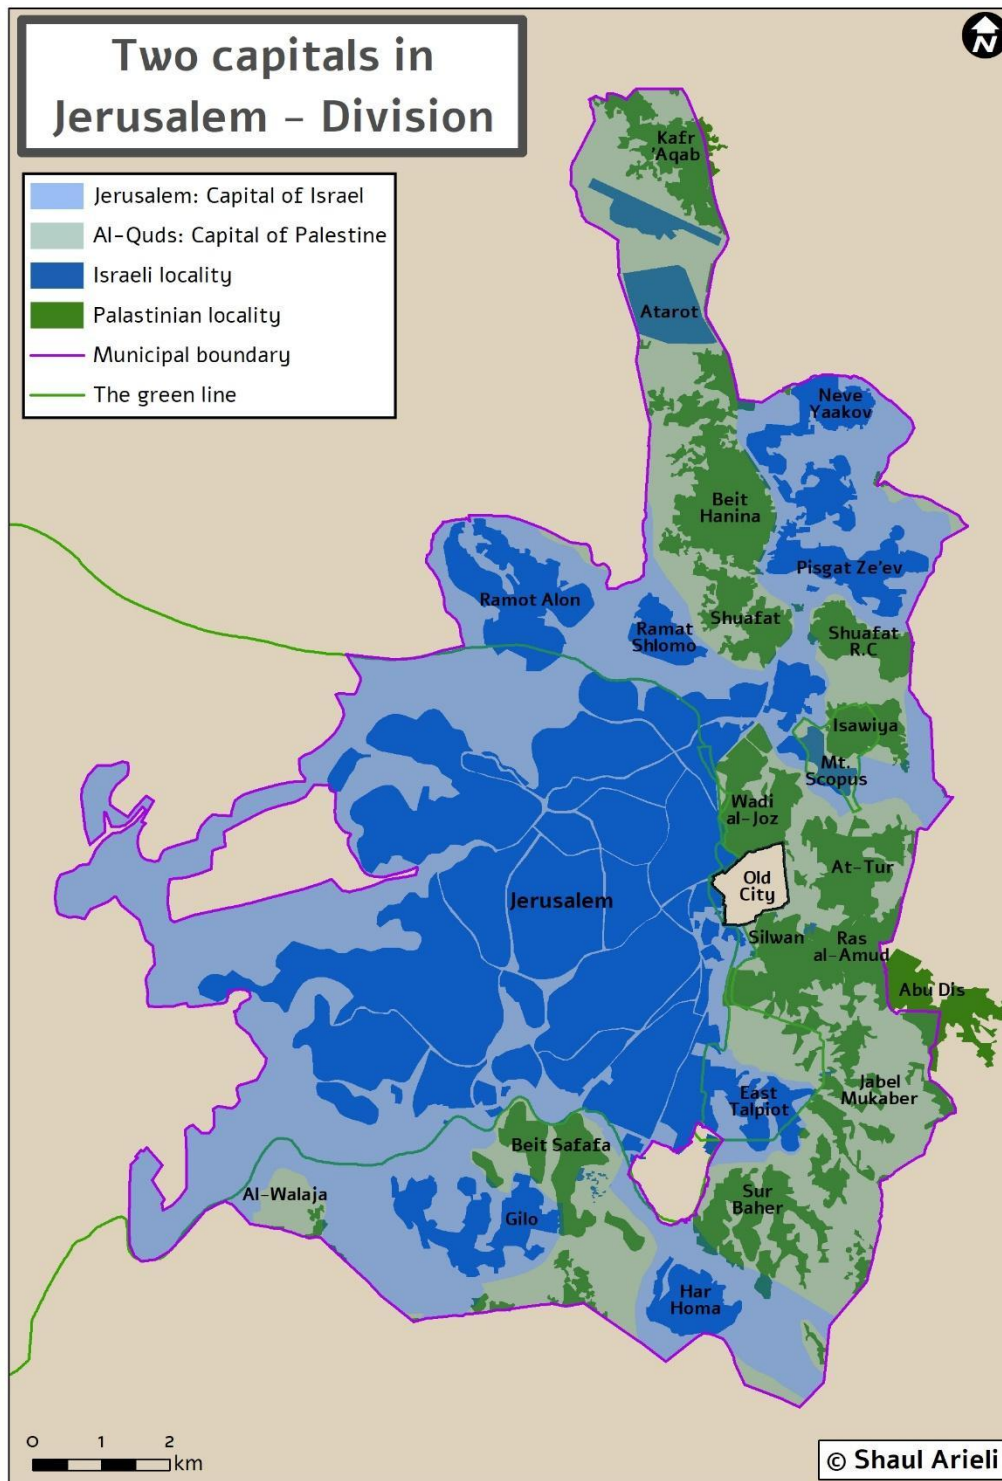 Two capitals in
Jerusalem - Division
N
Jerusalem: Capital of Israel
Al-Quds: Capital of Palestine
Israeli locality
Palastinian locality
Municipal boundary
The green line
Kafr
'Aqab
Atarot
Neve
Yaakov
Beit
Hanina
Pisgat Ze'ev
Ramot Alon
Ramat
Shlomo
Shuafat
Shuafat
R.C
Isawiya
Mt.
Scopus
Wadi
al-Joz
At-Tur
Old
City
Jerusalem
Silwan
Ras
al-Amud
Abu Dis
Jabel
Mukaber
East
Talpiot
Beit Safafa
Al-Walaja
Gilo
Sur
Baher
Har
Homa
0 1 2
km
© Shaul Arieli